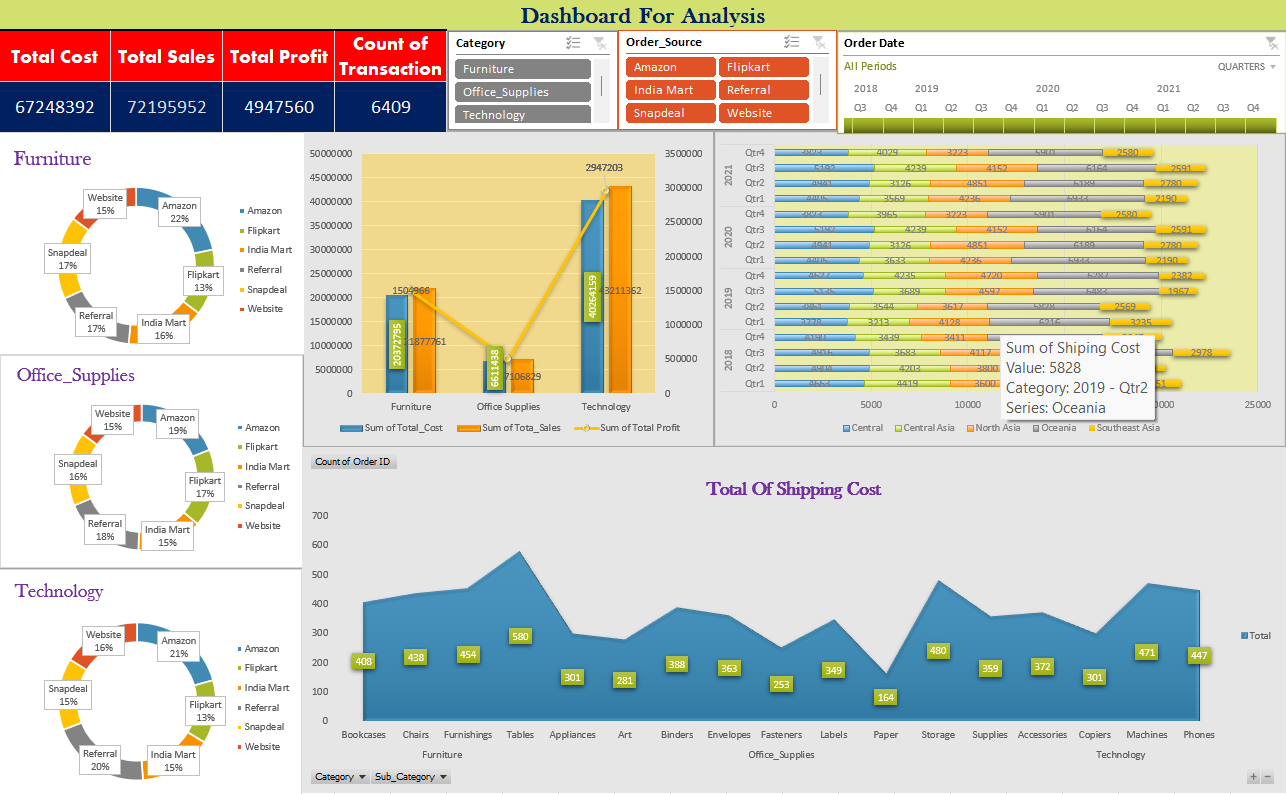 Dashboard For Analysis
Total Cost
Total Sales
Total Profit
Count of
Transaction
67248392
72195952
4947560
6409
Category
Furniture
Office_Supplies
Technology
Order_Source
Amazon
Flipkart
India Mart
Referral
Snapdeal
Website
Order Date
All Periods
QUARTERS
2018
2019
2020
2021
Q3 Q4 Q1 Q2 Q3 Q4 Q1 Q2 Q3 Q4 Q1 Q2 Q3 Q4
Furniture
Website
15%
Amazon
22%
Snapdeal
17%
Flipkart
13%
Referral
17%
India Mart
16%
Amazon
Flipkart
India Mart
Referral
Snapdeal
Website
Office_Supplies
Website
15%
Amazon
19%
Snapdeal
16%
Flipkart
17%
Referral
18%
India Mart
15%
Amazon
Flipkart
India Mart
Referral
Snapdeal
Website
Technology
Website
16%
Amazon
21%
Snapdeal
15%
Flipkart
13%
Referral
20%
India Mart
15%
Amazon
Flipkart
India Mart
Referral
Snapdeal
Website
50000000
45000000
40000000
35000000
30000000
25000000
20000000
15000000
10000000
5000000
0
3500000
3000000
2500000
2000000
1500000
1000000
500000
0
2947203
1504966
20372795
6611438
7106829
40264159
Furniture
Office Supplies
Technology
Sum of Total_Cost
Sum of Tota_Sales
Sum of Total Profit
2021
Qtr4 3823 4029 3223 5901 2580
Qtr3 5192 4239 4152 6164 2591
Qtr2 4941 3126 4851 6189 2780
Qtr1 4405 3569 4236 6933 2190
2020
Qtr4 3823 3965 3223 5901 2580
Qtr3 5192 4239 4152 6164 2591
Qtr2 4941 3126 4851 6189 2780
Qtr1 4405 3633 4236 6933 2190
2019
Qtr4 4627 4235 4720 6287 2382
Qtr3 5135 3689 4597 6483 1967
Qtr2 3544 3617 5828 2569
Qtr1 3778 3213 4128 6216 3235
2018
Qtr4 3439 3411
Qtr3 4916 3683 4117 2978
Qtr2 4904 4203 3800
Qtr1 4663 4419 3600
0 5000 10000 25000
Sum of Shiping Cost
Value: 5828
Category: 2019 - Qtr2
Series: Oceania
Central
Central Asia
North Asia
Oceania
Southeast Asia
Count of Order ID
Total Of Shipping Cost
700
600
500
400
300
200
100
0
408 438 454 580 301 281 388 363 253 349 164 480 359 372 301 471 447
Total
Bookcases Chairs Furnishings Tables Appliances Art Binders Envelopes Fasteners Labels Paper Storage Supplies Accessories Copiers Machines Phones
Furniture
Office_Supplies
Technology
Category
Sub_Category